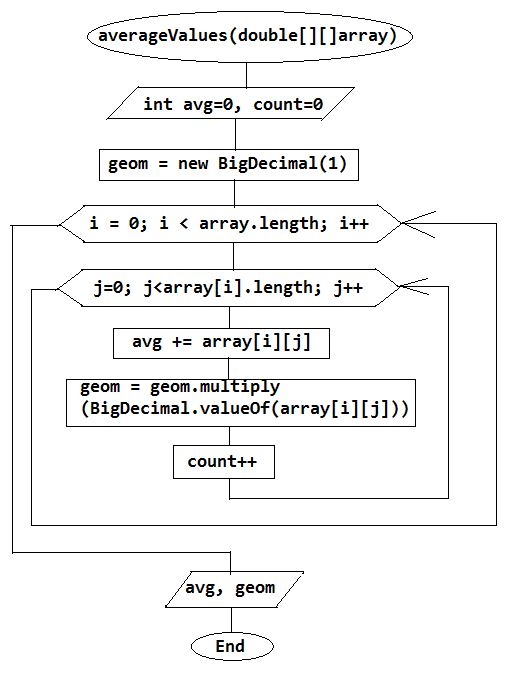 averageValues(double[][]array)
int avg=0, count=0
geom = new BigDecimal(1)
i = 0; i < array.length; i++
j=0; j<array[i].length; j++
avg += array[i][j]
geom = geom.multiply
(BigDecimal.valueOf(array[i][j]))
count++
avg, geom
End